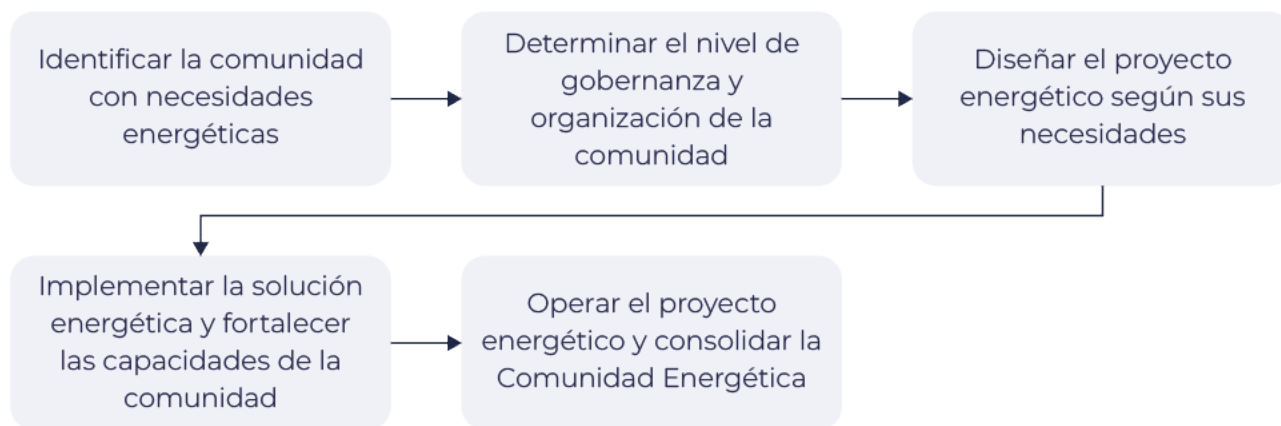 Identificar la comunidad
con necesidades
energéticas
Determinar el nivel de
gobernanza y
organización de la
comunidad
Diseñar el proyecto
energético según sus
necesidades
Implementar la solución
energética y fortalecer
las capacidades de la
comunidad
Operar el proyecto
energético y consolidar la
Comunidad Energética